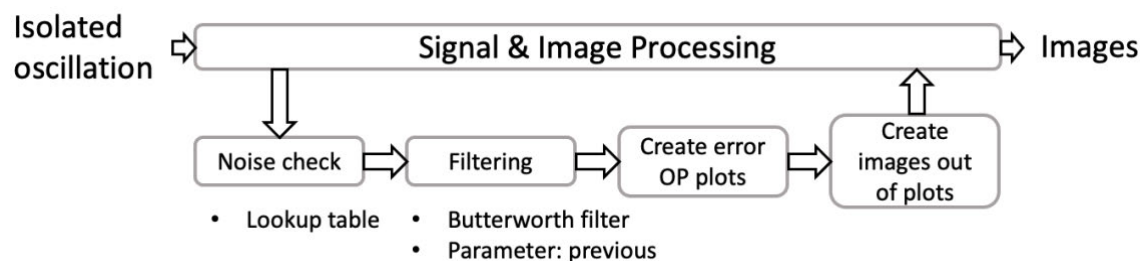 Isolated
oscillation
Signal & Image Processing
Images
Noise check
Filtering
Create error
OP plots
Create
images out
of plots
• Lookup table
• Butterworth filter
• Parameter: previous